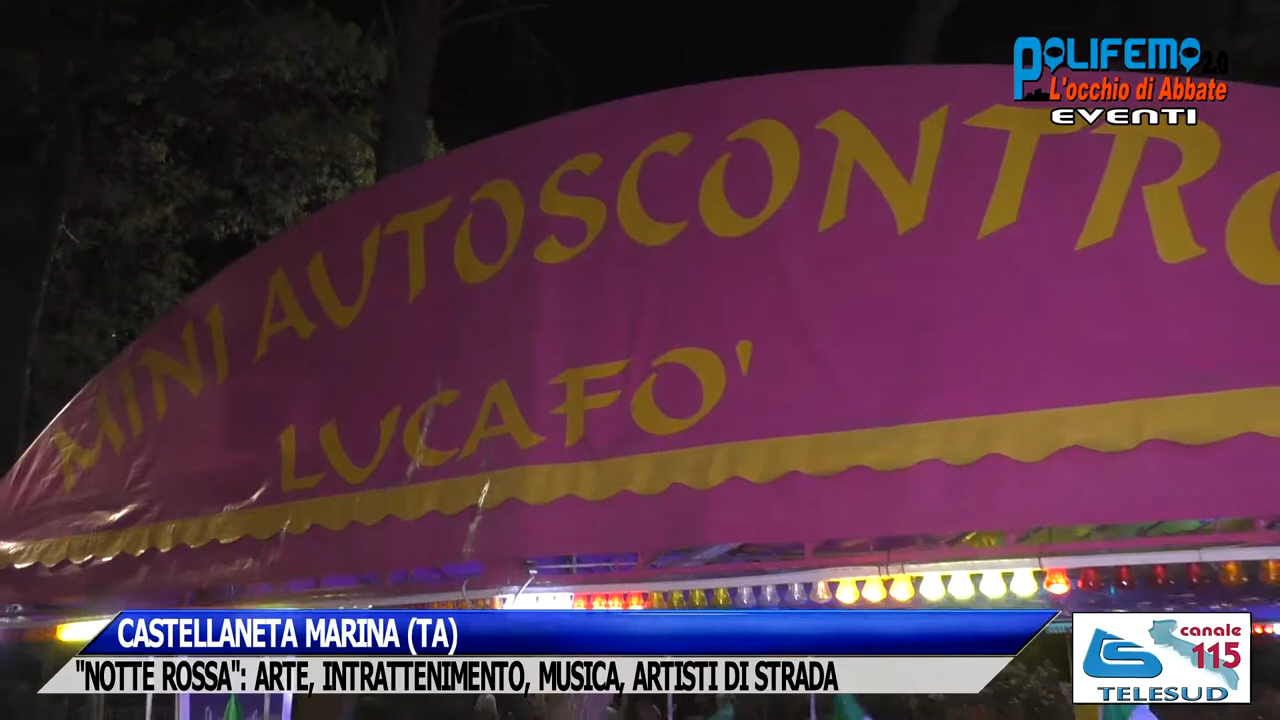 POLIFEMO 2.0
L'occhio di Abbate
EVENTI
MINI AUTOSCONTRO
LUCAFO'
CASTELLANETA MARINA (TA)
"NOTTE ROSSA": ARTE, INTRATTENIMENTO, MUSICA, ARTISTI DI STRADA
canale
115
TELESUD